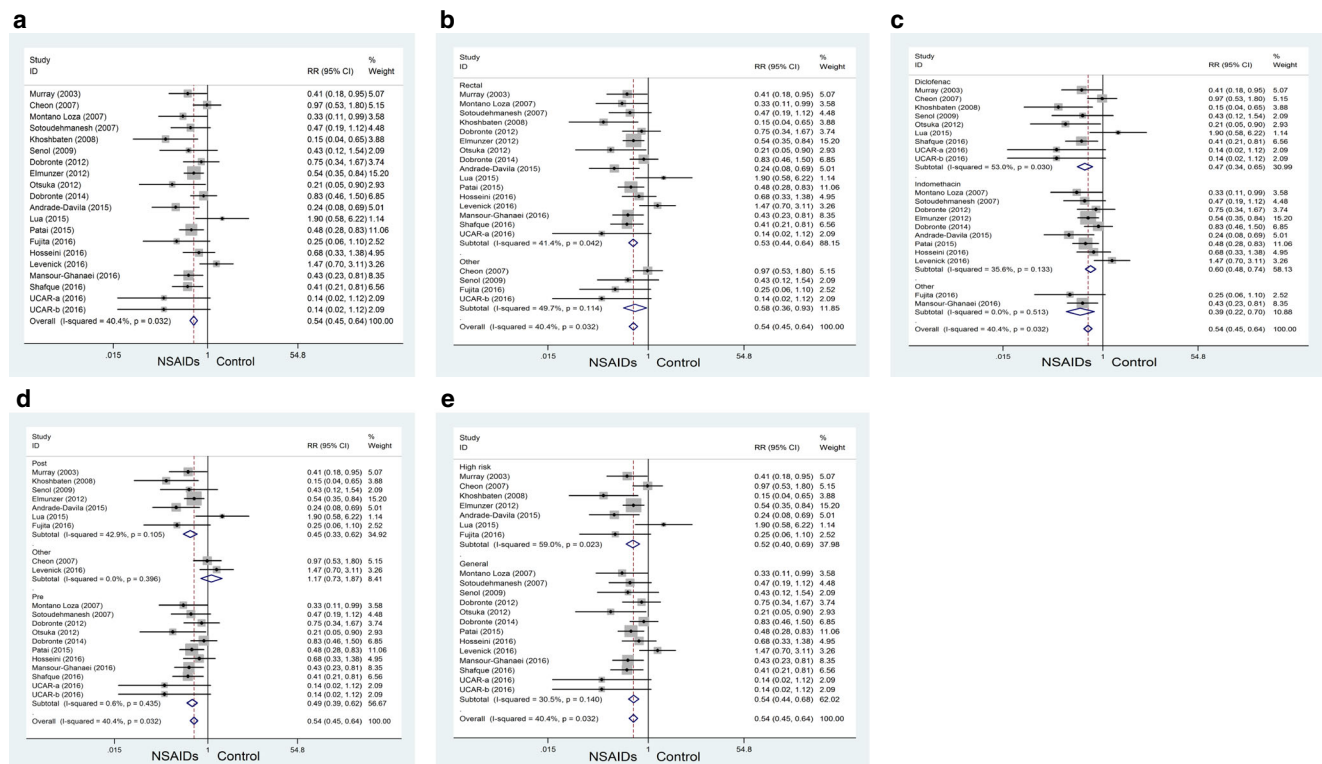 a
Study
ID
RR (95% CI)
%
Weight
Murray (2003) 0.41 (0.18, 0.95) 5.07
Cheon (2007) 0.97 (0.53, 1.80) 5.15
Montano Loza (2007) 0.33 (0.11, 0.99) 3.58
Sotoudehmanesh (2007) 0.47 (0.19, 1.12) 4.48
Khoshbaten (2008) 0.15 (0.04, 0.65) 3.88
Senol (2009) 0.43 (0.12, 1.54) 2.09
Dobronte (2012) 0.75 (0.34, 1.67) 3.74
Elmunzer (2012) 0.54 (0.35, 0.84) 15.20
Otsuka (2012) 0.21 (0.05, 0.90) 2.93
Dobronte (2014) 0.83 (0.46, 1.50) 6.85
Andrade-Davila (2015) 0.24 (0.08, 0.69) 5.01
Lua (2015) 1.90 (0.58, 6.22) 1.14
Patai (2015) 0.48 (0.28, 0.83) 11.06
Fujita (2016) 0.25 (0.06, 1.10) 2.52
Hosseini (2016) 0.68 (0.33, 1.38) 4.95
Levenick (2016) 1.47 (0.70, 3.11) 3.26
Mansour-Ghanaei (2016) 0.43 (0.23, 0.81) 8.35
Shafque (2016) 0.41 (0.21, 0.81) 6.56
UCAR-a (2016) 0.14 (0.02, 1.12) 2.09
UCAR-b (2016) 0.14 (0.02, 1.12) 2.09
Overall (I-squared = 40.4%, p = 0.032) 0.54 (0.45, 0.64) 100.00
.015 1 54.8
NSAIDs Control
b
Study
ID
RR (95% CI)
%
Weight
Rectal
Murray (2003) 0.41 (0.18, 0.95) 5.07
Montano Loza (2007) 0.33 (0.11, 0.99) 3.58
Sotoudehmanesh (2007) 0.47 (0.19, 1.12) 4.48
Khoshbaten (2008) 0.15 (0.04, 0.65) 3.88
Dobronte (2012) 0.75 (0.34, 1.67) 3.74
Elmunzer (2012) 0.54 (0.35, 0.84) 15.20
Otsuka (2012) 0.21 (0.05, 0.90) 2.93
Dobronte (2014) 0.83 (0.46, 1.50) 6.85
Andrade-Davila (2015) 0.24 (0.08, 0.69) 5.01
Lua (2015) 1.90 (0.58, 6.22) 1.14
Patai (2015) 0.48 (0.28, 0.83) 11.06
Hosseini (2016) 0.68 (0.33, 1.38) 4.95
Levenick (2016) 1.47 (0.70, 3.11) 3.26
Mansour-Ghanaei (2016) 0.43 (0.23, 0.81) 8.35
Shafque (2016) 0.41 (0.21, 0.81) 6.56
UCAR-a (2016) 0.14 (0.02, 1.12) 2.09
Subtotal (I-squared = 41.4%, p = 0.042) 0.53 (0.44, 0.64) 88.15
Other
Cheon (2007) 0.97 (0.53, 1.80) 5.15
Senol (2009) 0.43 (0.12, 1.54) 2.09
Fujita (2016) 0.25 (0.06, 1.10) 2.52
UCAR-b (2016) 0.14 (0.02, 1.12) 2.09
Subtotal (I-squared = 49.7%, p = 0.114) 0.58 (0.36, 0.93) 11.85
Overall (I-squared = 40.4%, p = 0.032) 0.54 (0.45, 0.64) 100.00
.015 1 54.8
NSAIDs Control
c
Study
ID
RR (95% CI)
%
Weight
Diclofenac
Murray (2003) 0.41 (0.18, 0.95) 5.07
Cheon (2007) 0.97 (0.53, 1.80) 5.15
Khoshbaten (2008) 0.15 (0.04, 0.65) 3.88
Senol (2009) 0.43 (0.12, 1.54) 2.09
Otsuka (2012) 0.21 (0.05, 0.90) 2.93
Lua (2015) 1.90 (0.58, 6.22) 1.14
Shafque (2016) 0.41 (0.21, 0.81) 6.56
UCAR-a (2016) 0.14 (0.02, 1.12) 2.09
UCAR-b (2016) 0.14 (0.02, 1.12) 2.09
Subtotal (I-squared = 53.0%, p = 0.030) 0.47 (0.34, 0.65) 30.99
Indomethacin
Montano Loza (2007) 0.33 (0.11, 0.99) 3.58
Sotoudehmanesh (2007) 0.47 (0.19, 1.12) 4.48
Dobronte (2012) 0.75 (0.34, 1.67) 3.74
Elmunzer (2012) 0.54 (0.35, 0.84) 15.20
Dobronte (2014) 0.83 (0.46, 1.50) 6.85
Andrade-Davila (2015) 0.24 (0.08, 0.69) 5.01
Patai (2015) 0.48 (0.28, 0.83) 11.06
Hosseini (2016) 0.68 (0.33, 1.38) 4.95
Levenick (2016) 1.47 (0.70, 3.11) 3.26
Subtotal (I-squared = 35.6%, p = 0.133) 0.60 (0.48, 0.74) 58.13
Other
Fujita (2016) 0.25 (0.06, 1.10) 2.52
Mansour-Ghanaei (2016) 0.43 (0.23, 0.81) 8.35
Subtotal (I-squared = 0.0%, p = 0.513) 0.39 (0.22, 0.70) 10.88
Overall (I-squared = 40.4%, p = 0.032) 0.54 (0.45, 0.64) 100.00
.015 1 54.8
NSAIDs Control
d
Study
ID
RR (95% CI)
%
Weight
Post
Murray (2003) 0.41 (0.18, 0.95) 5.07
Khoshbaten (2008) 0.15 (0.04, 0.65) 3.88
Senol (2009) 0.43 (0.12, 1.54) 2.09
Elmunzer (2012) 0.54 (0.35, 0.84) 15.20
Andrade-Davila (2015) 0.24 (0.08, 0.69) 5.01
Lua (2015) 1.90 (0.58, 6.22) 1.14
Fujita (2016) 0.25 (0.06, 1.10) 2.52
Subtotal (I-squared = 42.9%, p = 0.105) 0.45 (0.33, 0.62) 34.92
Other
Cheon (2007) 0.97 (0.53, 1.80) 5.15
Levenick (2016) 1.47 (0.70, 3.11) 3.26
Subtotal (I-squared = 0.0%, p = 0.396) 1.17 (0.73, 1.87) 8.41
Pre
Montano Loza (2007) 0.33 (0.11, 0.99) 3.58
Sotoudehmanesh (2007) 0.47 (0.19, 1.12) 4.48
Dobronte (2012) 0.75 (0.34, 1.67) 3.74
Otsuka (2012) 0.21 (0.05, 0.90) 2.93
Dobronte (2014) 0.83 (0.46, 1.50) 6.85
Patai (2015) 0.48 (0.28, 0.83) 11.06
Hosseini (2016) 0.68 (0.33, 1.38) 4.95
Mansour-Ghanaei (2016) 0.43 (0.23, 0.81) 8.35
Shafque (2016) 0.41 (0.21, 0.81) 6.56
UCAR-a (2016) 0.14 (0.02, 1.12) 2.09
UCAR-b (2016) 0.14 (0.02, 1.12) 2.09
Subtotal (I-squared = 0.6%, p = 0.435) 0.49 (0.39, 0.62) 56.67
Overall (I-squared = 40.4%, p = 0.032) 0.54 (0.45, 0.64) 100.00
.015 1 54.8
NSAIDs Control
e
Study
ID
RR (95% CI)
%
Weight
High risk
Murray (2003) 0.41 (0.18, 0.95) 5.07
Cheon (2007) 0.97 (0.53, 1.80) 5.15
Khoshbaten (2008) 0.15 (0.04, 0.65) 3.88
Elmunzer (2012) 0.54 (0.35, 0.84) 15.20
Andrade-Davila (2015) 0.24 (0.08, 0.69) 5.01
Lua (2015) 1.90 (0.58, 6.22) 1.14
Fujita (2016) 0.25 (0.06, 1.10) 2.52
Subtotal (I-squared = 59.0%, p = 0.023) 0.52 (0.40, 0.69) 37.98
General
Montano Loza (2007) 0.33 (0.11, 0.99) 3.58
Sotoudehmanesh (2007) 0.47 (0.19, 1.12) 4.48
Senol (2009) 0.43 (0.12, 1.54) 2.09
Dobronte (2012) 0.75 (0.34, 1.67) 3.74
Otsuka (2012) 0.21 (0.05, 0.90) 2.93
Dobronte (2014) 0.83 (0.46, 1.50) 6.85
Patai (2015) 0.48 (0.28, 0.83) 11.06
Hosseini (2016) 0.68 (0.33, 1.38) 4.95
Levenick (2016) 1.47 (0.70, 3.11) 3.26
Mansour-Ghanaei (2016) 0.43 (0.23, 0.81) 8.35
Shafque (2016) 0.41 (0.21, 0.81) 6.56
UCAR-a (2016) 0.14 (0.02, 1.12) 2.09
UCAR-b (2016) 0.14 (0.02, 1.12) 2.09
Subtotal (I-squared = 30.5%, p = 0.140) 0.54 (0.44, 0.68) 62.02
Overall (I-squared = 40.4%, p = 0.032) 0.54 (0.45, 0.64) 100.00
.015 1 54.8
NSAIDs Control